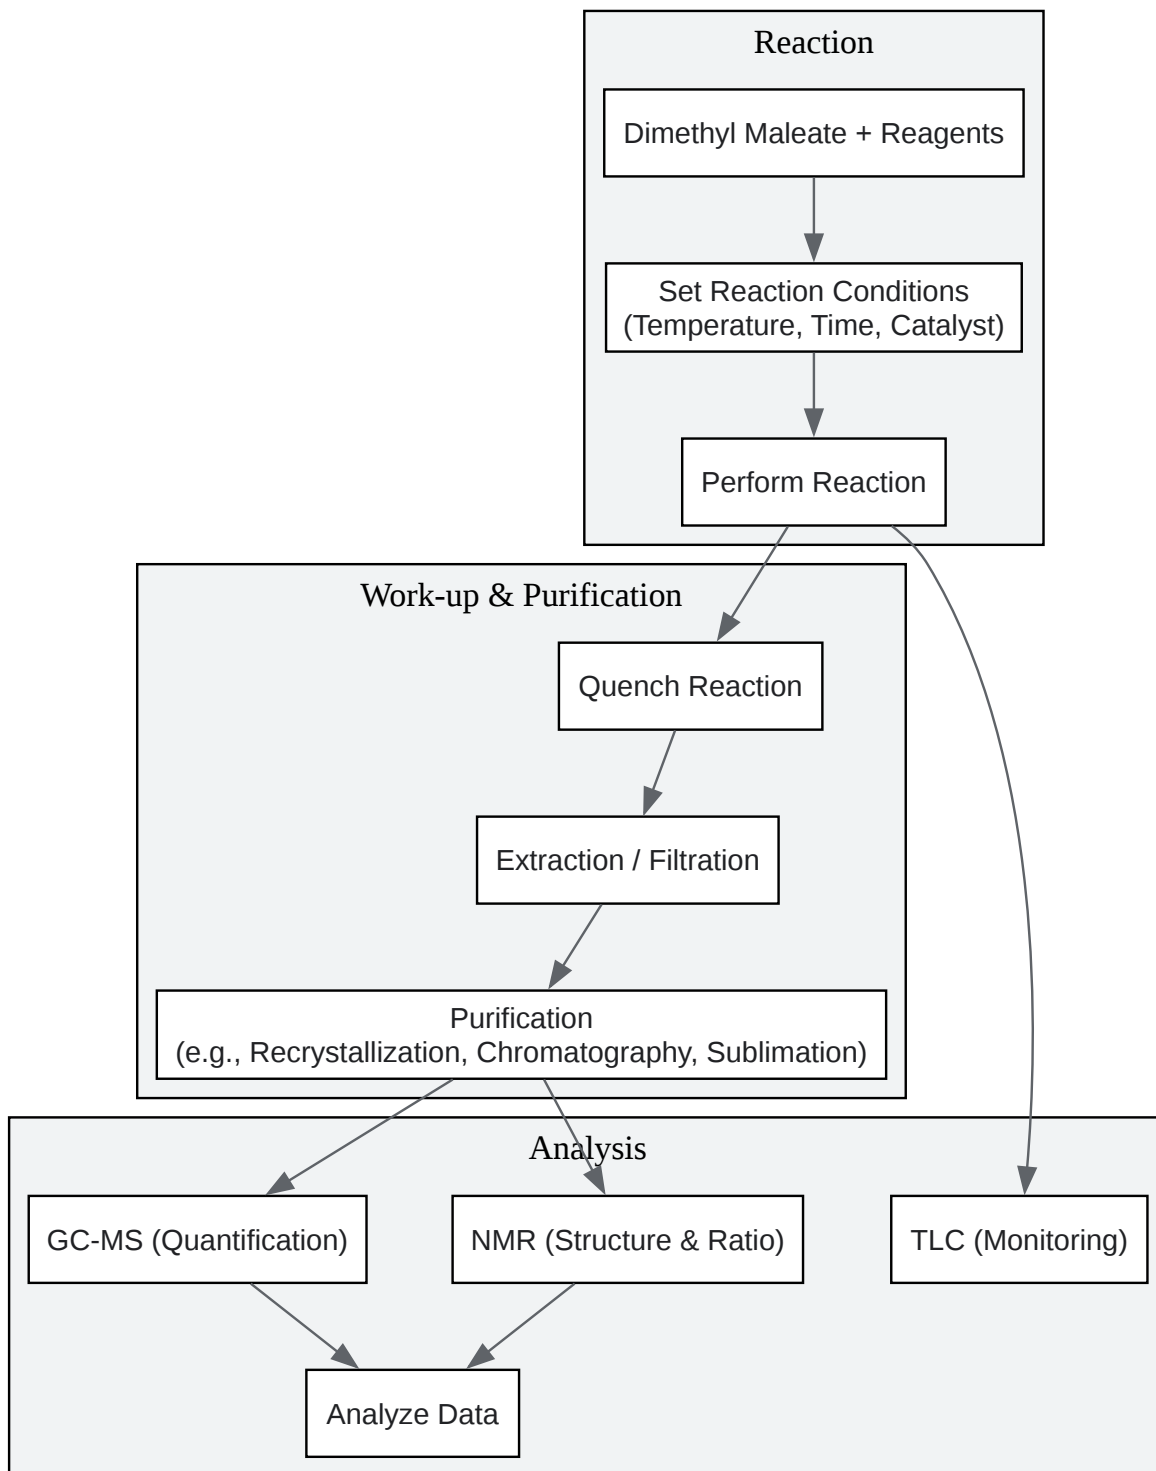 Reaction
Dimethyl Maleate + Reagents
Set Reaction Conditions
(Temperature, Time, Catalyst)
Perform Reaction
Work-up & Purification
Quench Reaction
Extraction / Filtration
Purification
(e.g., Recrystallization, Chromatography, Sublimation)
Analysis
GC-MS (Quantification)
NMR (Structure & Ratio)
TLC (Monitoring)
Analyze Data